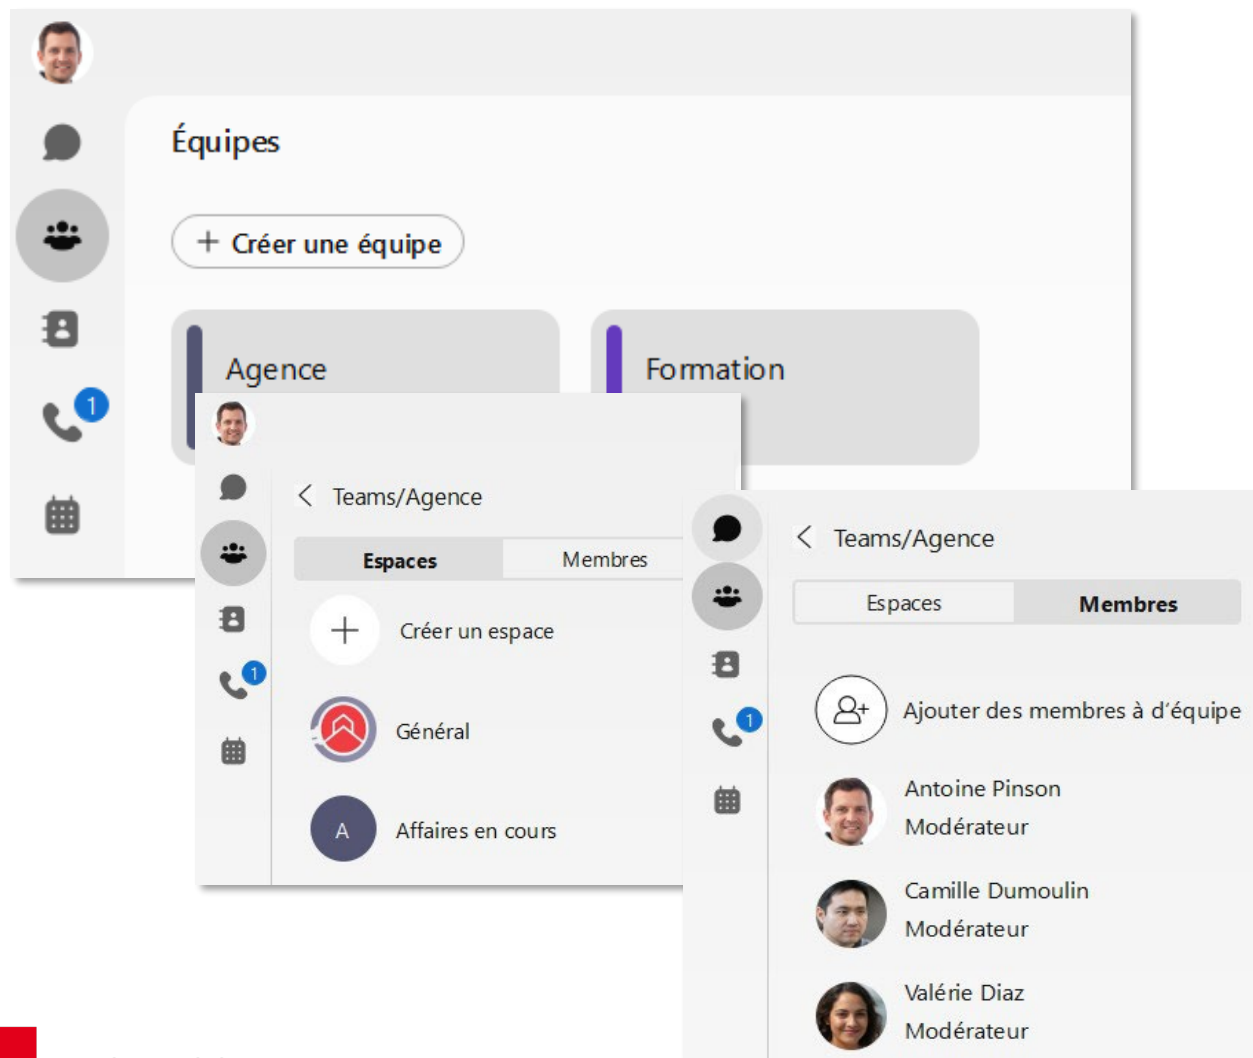 Équipes
+ Créer une équipe
Agence
Formation
1
Teams/Agence
Espaces
Membres
Créer un espace
1
Général
A
Affaires en cours
Teams/Agence
Espaces
Membres
Ajouter des membres à d'équipe
1
Antoine Pinson
Modérateur
Camille Dumoulin
Modérateur
Valérie Diaz
Modérateur